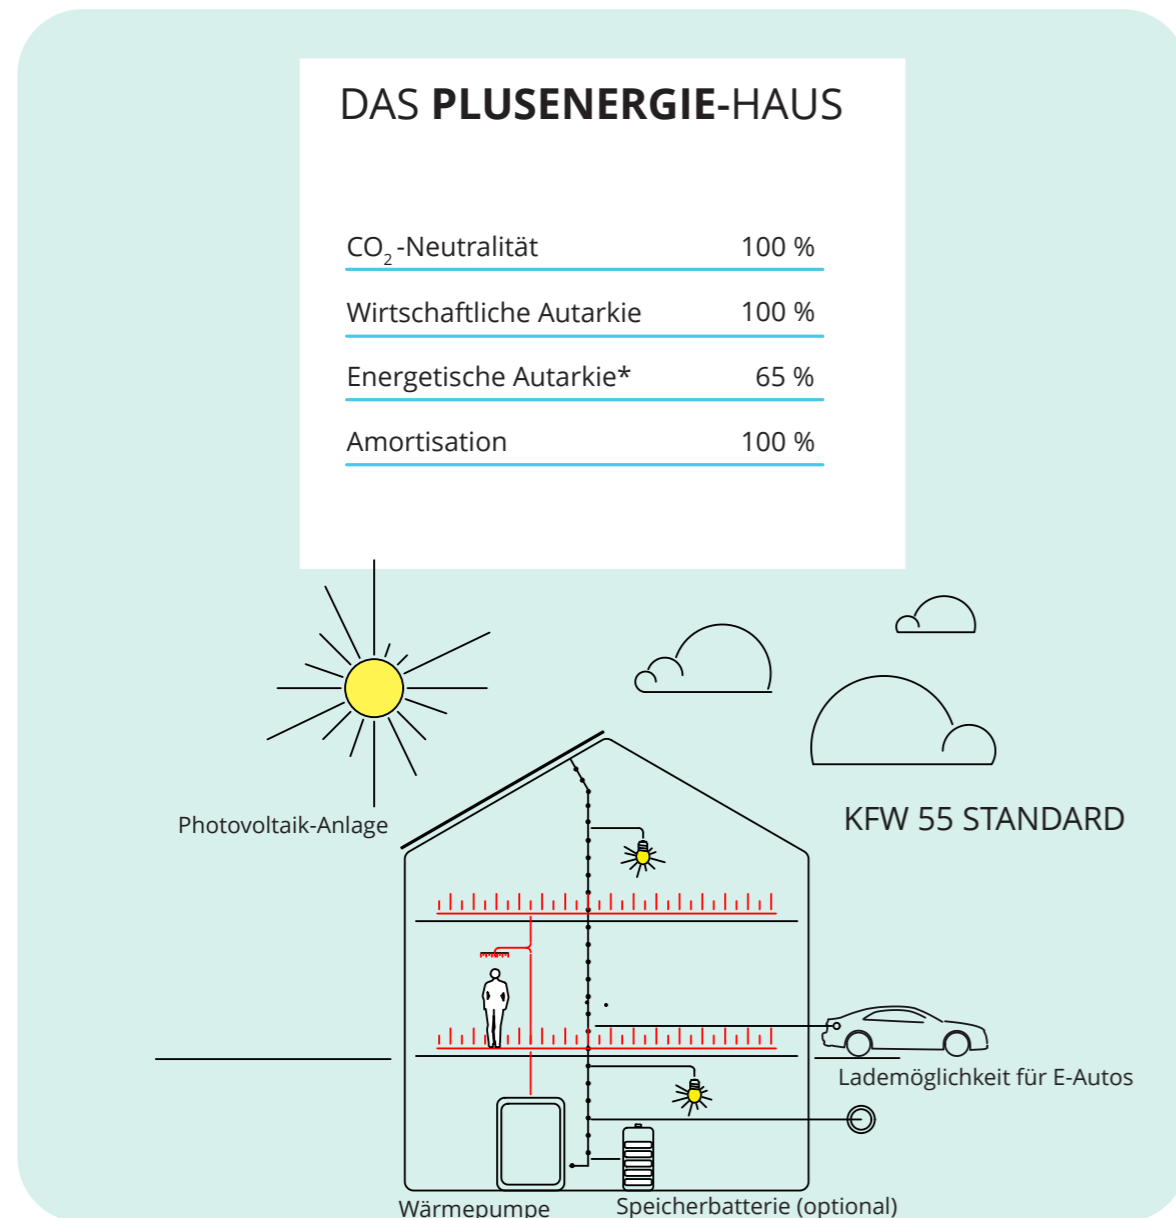 DAS PLUSENERGIE-HAUS
CO₂-Neutralität 100 %
Wirtschaftliche Autarkie 100 %
Energetische Autarkie* 65 %
Amortisation 100 %
Photovoltaik-Anlage
KFW 55 STANDARD
Lademöglichkeit für E-Autos
Wärmepumpe
Speicherbatterie (optional)